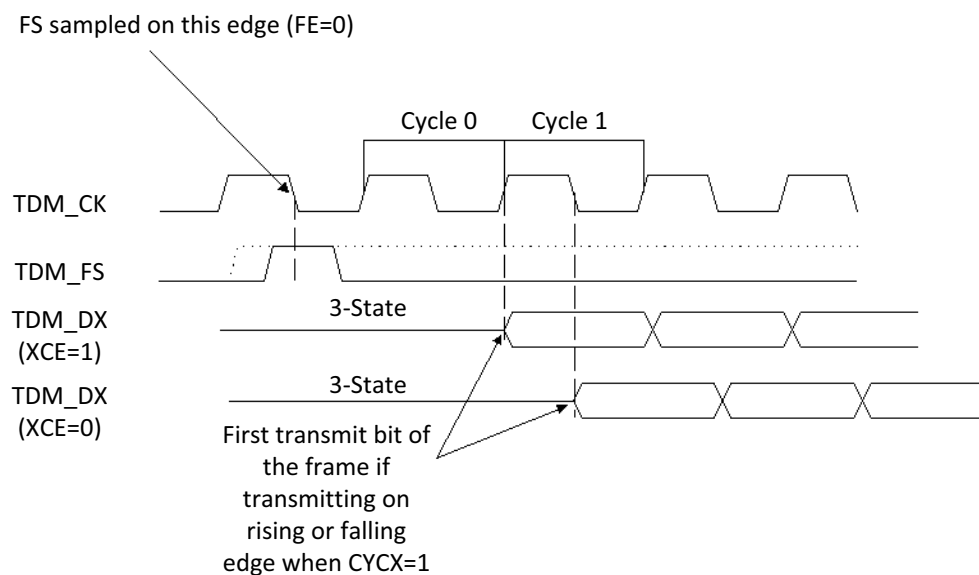 FS sampled on this edge (FE=0)
Cycle 0 Cycle 1
TDM_CK
TDM_FS
3-State
TDM_DX
(XCE=1)
3-State
TDM_DX
(XCE=0)
First transmit bit of
the frame if
transmitting on
rising or falling
edge when CYCX=1